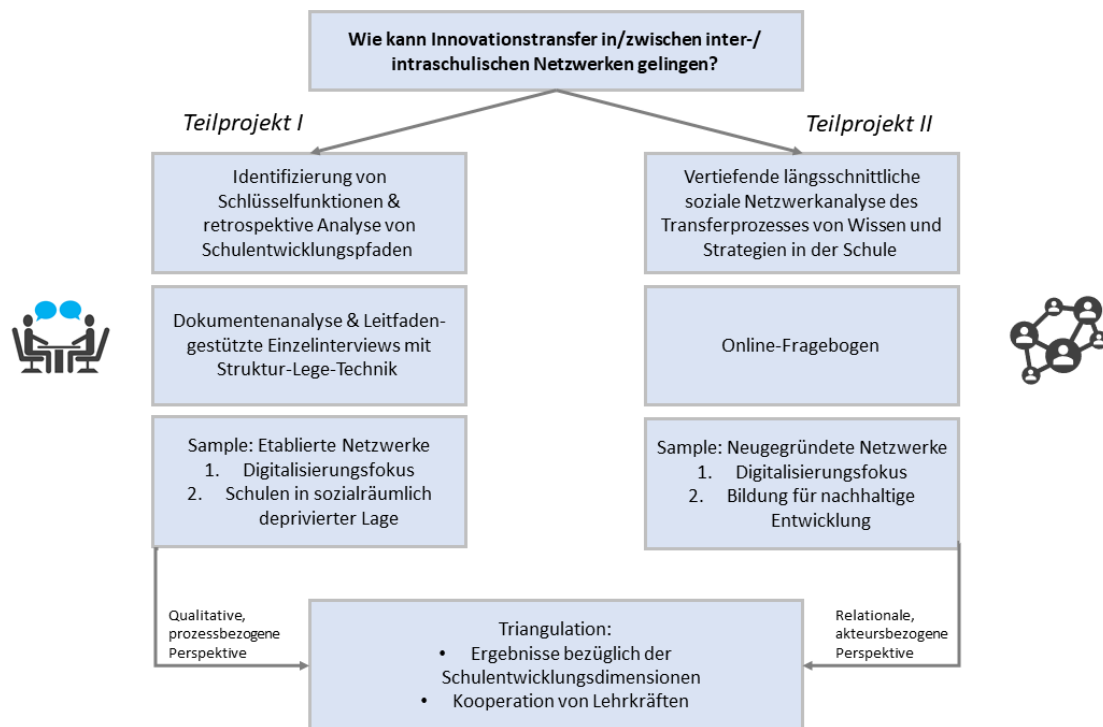 Wie kann Innovationstransfer in/zwischen inter-/
intraschulischen Netzwerken gelingen?
Teilprojekt I
Teilprojekt II
Identifizierung von
Schlüsselfunktionen &
retrospektive Analyse von
Schulentwicklungspfaden
Vertiefende längsschnittliche
soziale Netzwerkanalyse des
Transferprozesses von Wissen und
Strategien in der Schule
Dokumentenanalyse & Leitfaden-
gestützte Einzelinterviews mit
Struktur-Lege-Technik
Online-Fragebogen
Sample: Etablierte Netzwerke
1. Digitalisierungsfokus
2. Schulen in sozialräumlich
deprivierter Lage
Sample: Neugegründete Netzwerke
1. Digitalisierungsfokus
2. Bildung für nachhaltige
Entwicklung
Qualitative,
prozessbezogene
Perspektive
Triangulation:
• Ergebnisse bezüglich der
Schulentwicklungsdimensionen
• Kooperation von Lehrkräften
Relationale,
akteursbezogene
Perspektive